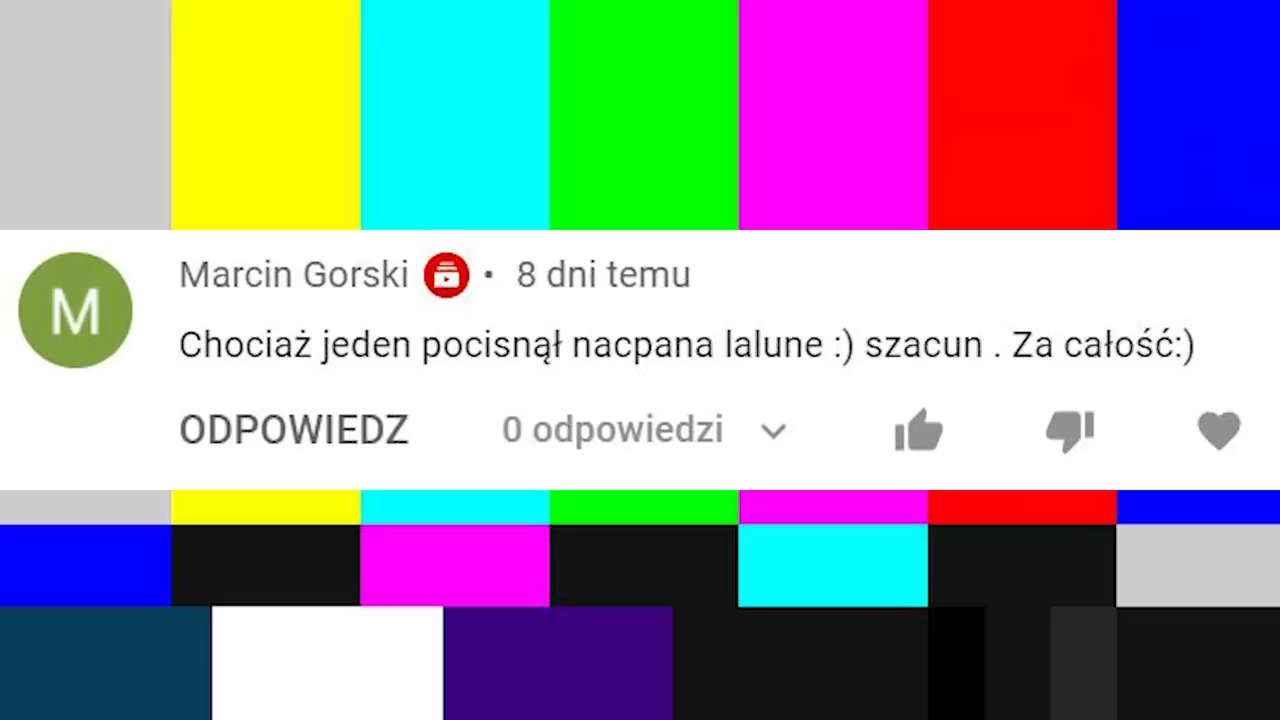 M
Marcin Gorski • 8 dni temu
Chociaż jeden pocisnął nacpana lalune :) szacun . Za całość:)
ODPOWIEDZ 0 odpowiedzi